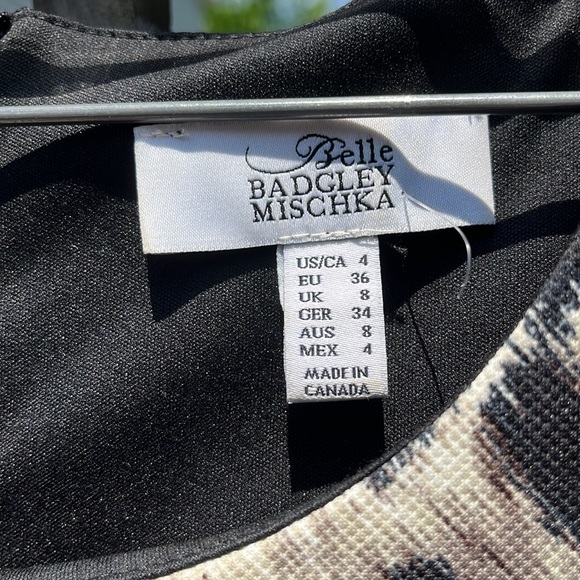 Belle
BADGLEY
MISCHKA
US/CA 4
EU 36
UK 8
GER 34
AUS 8
MEX 4
MADE IN
CANADA